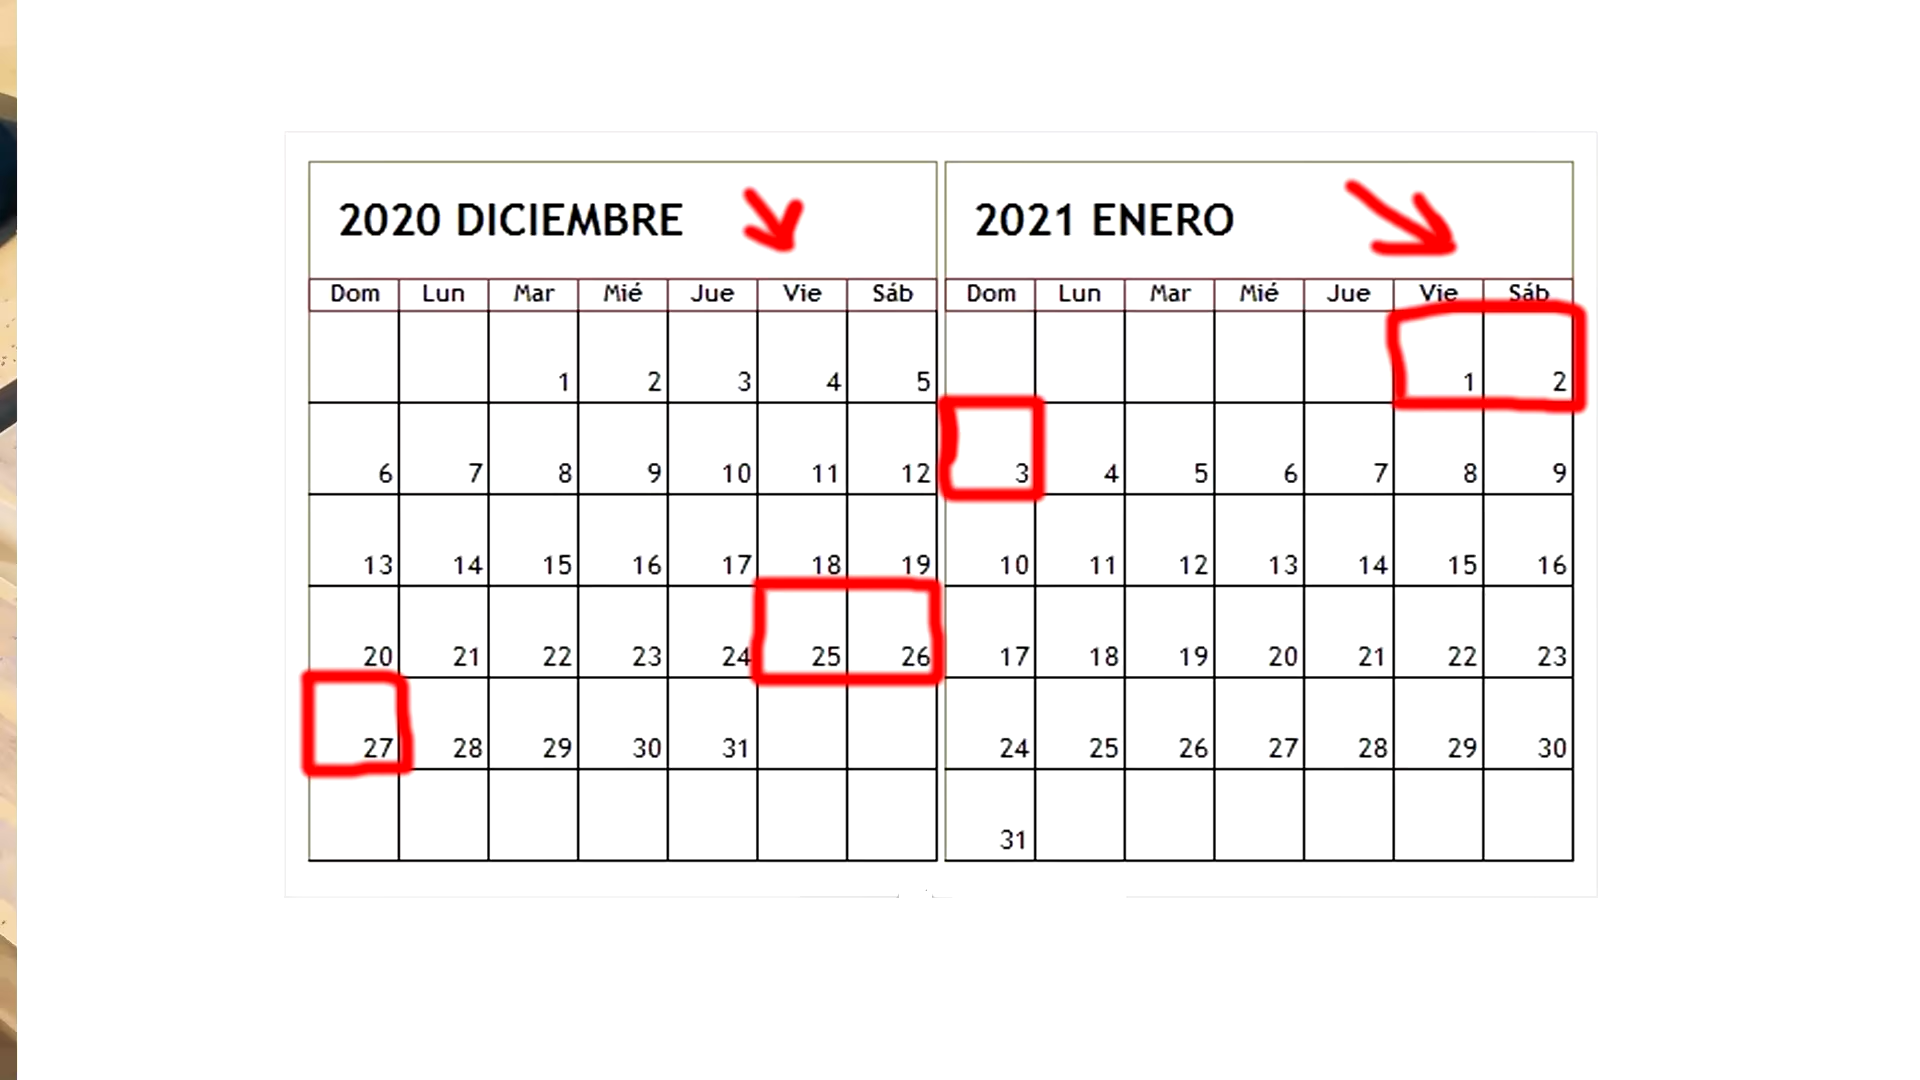 2020 DICIEMBRE
Dom Lun Mar Mié Jue Vie Sáb
1 2 3 4 5
6 7 8 9 10 11 12
13 14 15 16 17 18 19
20 21 22 23 24 25 26
27 28 29 30 31
2021 ENERO
Dom Lun Mar Mié Jue Vie Sáb
1 2
3 4 5 6 7 8 9
10 11 12 13 14 15 16
17 18 19 20 21 22 23
24 25 26 27 28 29 30
31